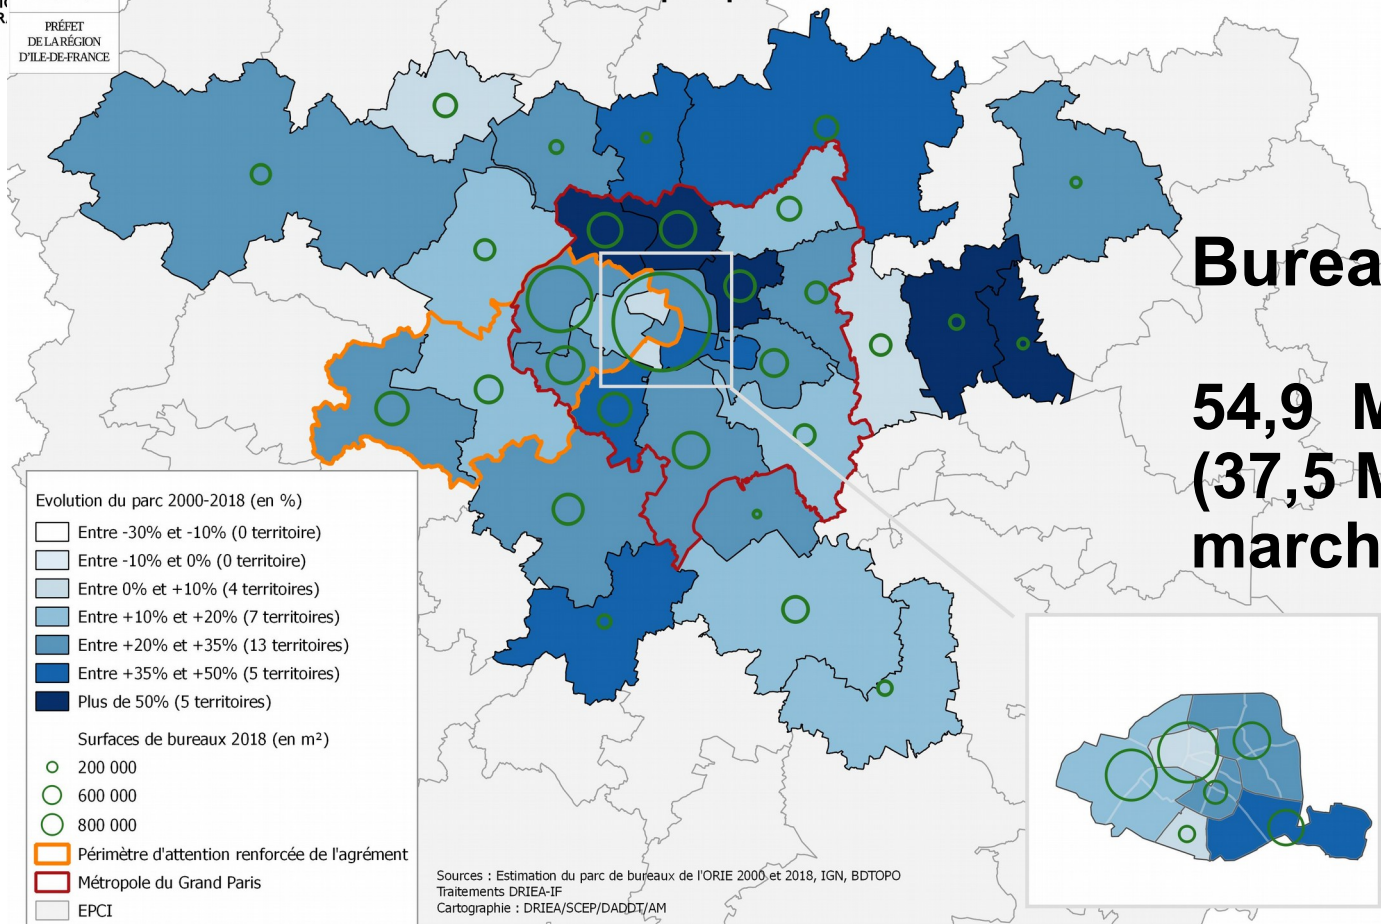 PRÉFET
DE LA RÉGION
D'ILE-DE-FRANCE
Burea
54,9 M
(37,5 M
march
Evolution du parc 2000-2018 (en %)
Entre -30% et -10% (0 territoire)
Entre -10% et 0% (0 territoire)
Entre 0% et +10% (4 territoires)
Entre +10% et +20% (7 territoires)
Entre +20% et +35% (13 territoires)
Entre +35% et +50% (5 territoires)
Plus de 50% (5 territoires)
Surfaces de bureaux 2018 (en m²)
200 000
600 000
800 000
Périmètre d'attention renforcée de l'agrément
Métropole du Grand Paris
EPCI
Sources : Estimation du parc de bureaux de l'ORIE 2000 et 2018, IGN, BDTOPO
Traitements DRIEA-IF
Cartographie : DRIEA/SCEP/DADDT/AM